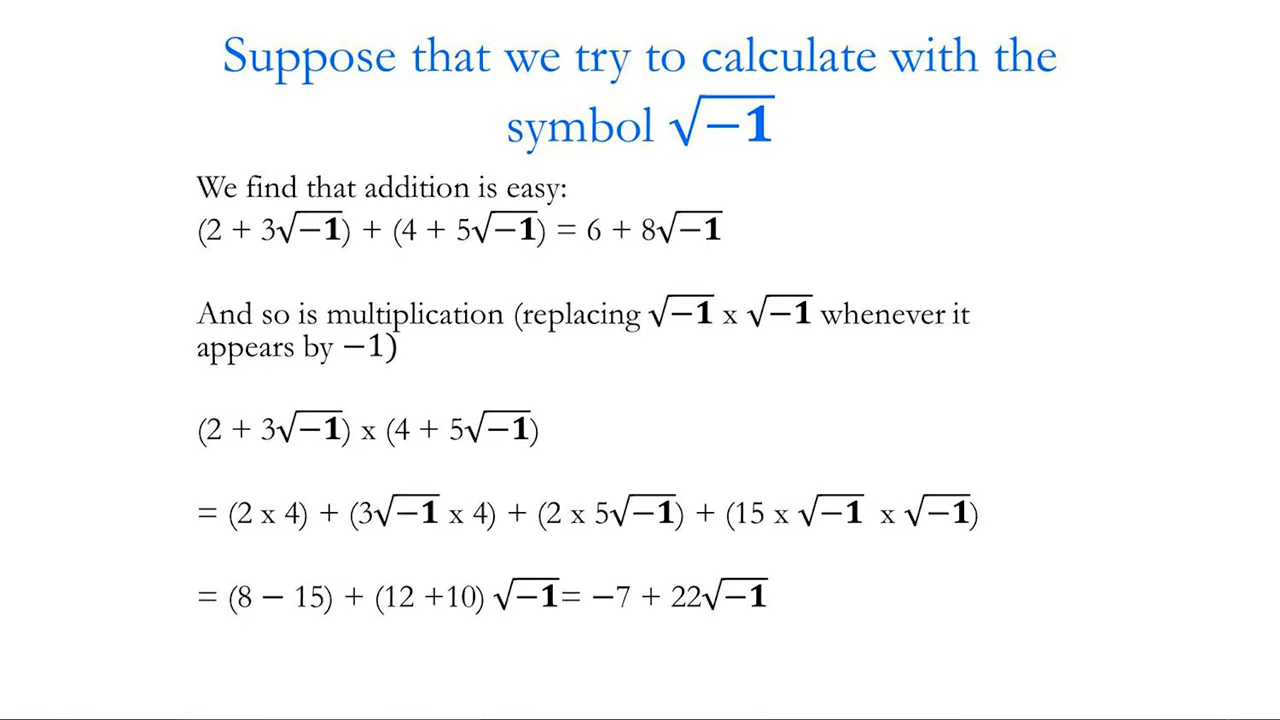 Suppose that we try to calculate with the
symbol √−1
We find that addition is easy:
(2 + 3√−1) + (4 + 5√−1) = 6 + 8√−1
And so is multiplication (replacing √−1 x √−1 whenever it
appears by −1)
(2 + 3√−1) x (4 + 5√−1)
= (2 x 4) + (3√−1 x 4) + (2 x 5√−1) + (15 x √−1 x √−1)
= (8 − 15) + (12 +10) √−1= −7 + 22√−1